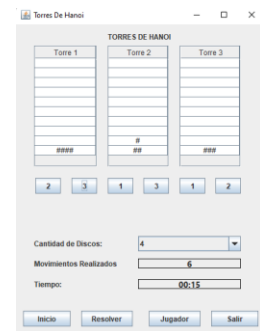 Torres De Hanoi
TORRES DE HANOI
Torre 1 Torre 2 Torre 3
#
#### ## ###
2 3 1 3 1 2
Cantidad de Discos: 4
Movimientos Realizados 6
Tiempo: 00:15
Inicio Resolver Jugador Salir